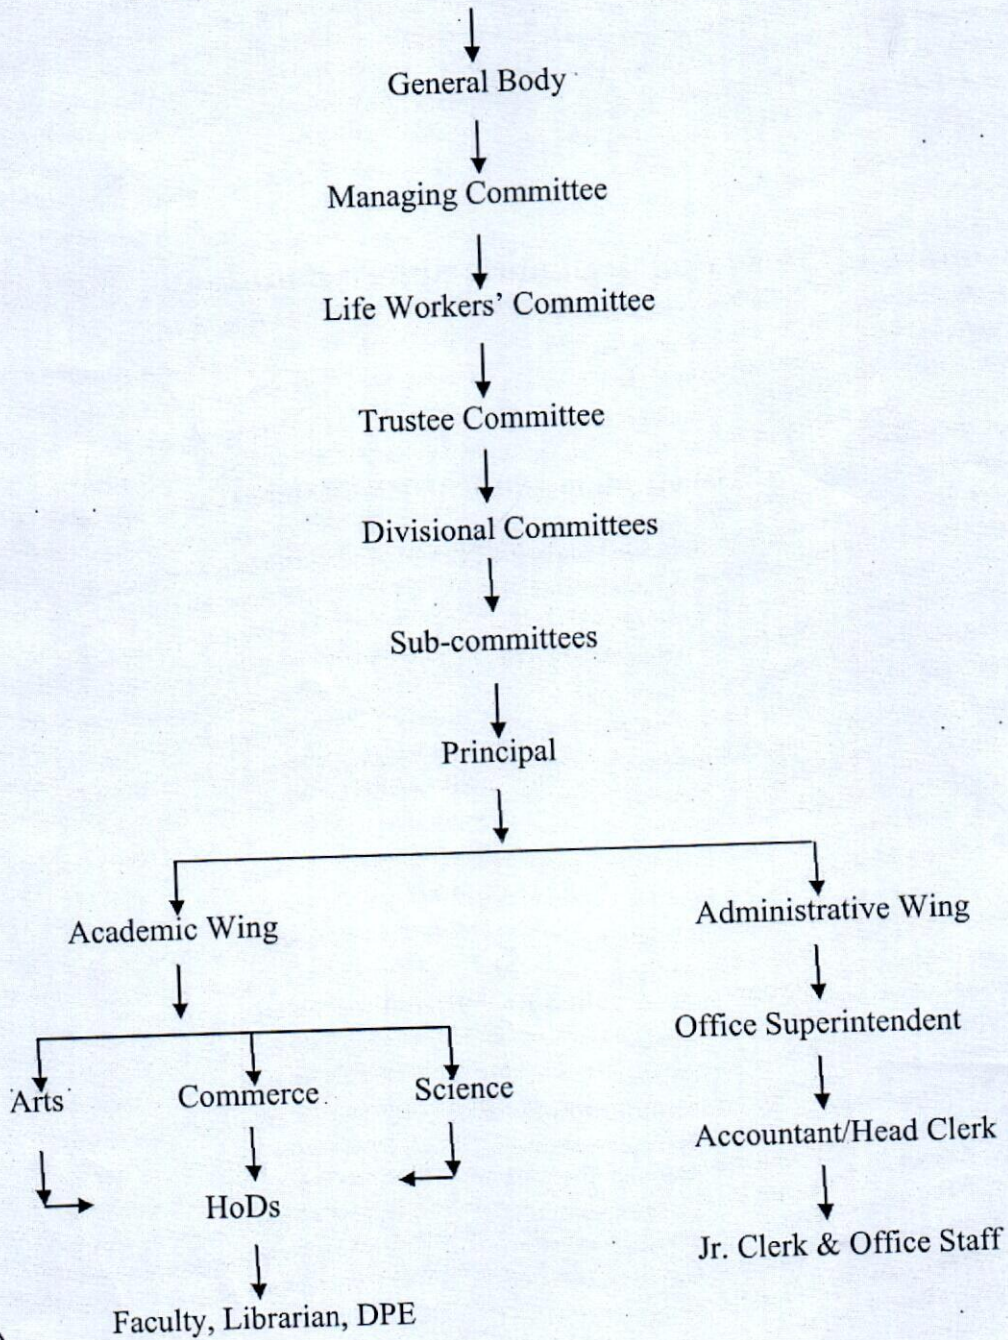 General Body
Managing Committee
Life Workers' Committee
Trustee Committee
Divisional Committees
Sub-committees
Principal
Academic Wing
Administrative Wing
Office Superintendent
Arts
Commerce
Science
Accountant/Head Clerk
HoDs
Jr. Clerk & Office Staff
Faculty, Librarian, DPE